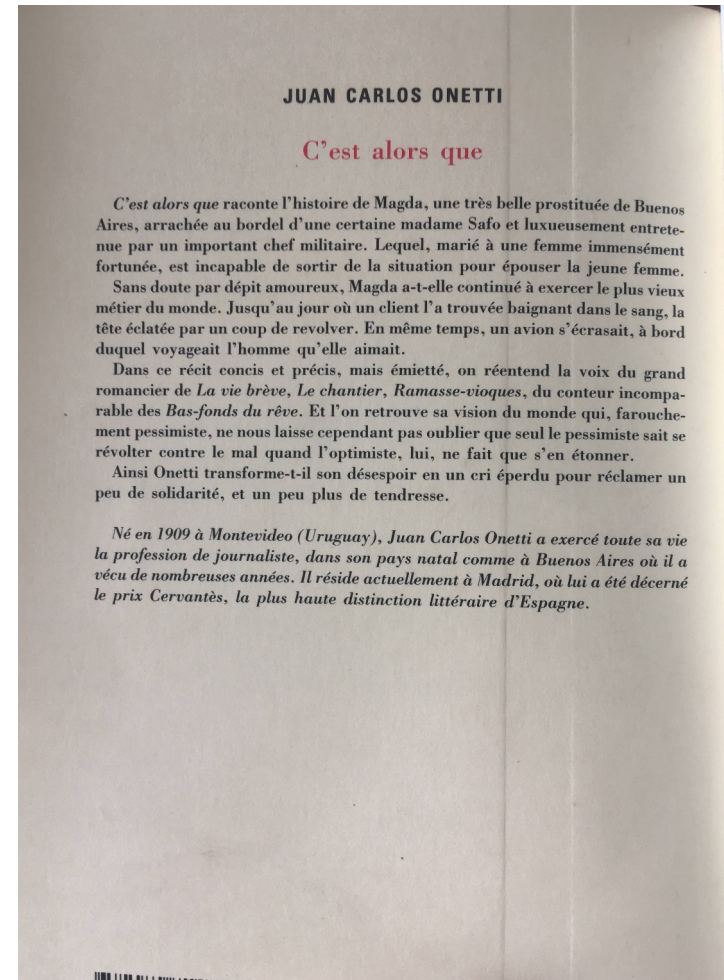 JUAN CARLOS ONETTI
C'est alors que
C'est alors que raconte l'histoire de Magda, une très belle prostituée de Buenos
Aires, arrachée au bordel d'une certaine madame Safo et luxueusement entrete-
nue par un important chef militaire. Lequel, marié à une femme immensément
fortunée, est incapable de sortir de la situation pour épouser la jeune femme.
Sans doute par dépit amoureux, Magda a-t-elle continué à exercer le plus vieux
métier du monde. Jusqu'au jour où un client l'a trouvée baignant dans le sang, la
tête éclatée par un coup de revolver. En même temps, un avion s'écrasait, à bord
duquel voyageait l'homme qu'elle aimait.
Dans ce récit concis et précis, mais émietté, on réentend la voix du grand
romancier de La vie brève, Le chantier, Ramasse-vioques, du conteur incompa-
rable des Bas-fonds du rêve. Et l'on retrouve sa vision du monde qui, farouche-
ment pessimiste, ne nous laisse cependant pas oublier que seul le pessimiste sait se
révolter contre le mal quand l'optimiste, lui, ne fait que s'en étonner.
Ainsi Onetti transforme-t-il son désespoir en un cri éperdu pour réclamer un
peu de solidarité, et un peu plus de tendresse.
Né en 1909 à Montevideo (Uruguay), Juan Carlos Onetti a exercé toute sa vie
la profession de journaliste, dans son pays natal comme à Buenos Aires où il a
vécu de nombreuses années. Il réside actuellement à Madrid, où lui a été décerné
le prix Cervantès, la plus haute distinction littéraire d'Espagne.